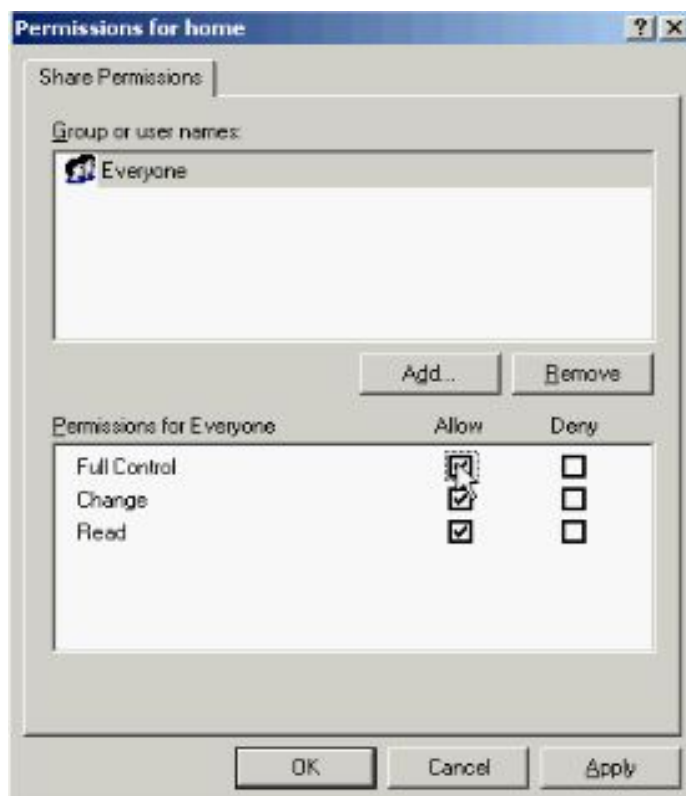 Permissions for home
Share Permissions
Group or user names:
Everyone
Add... Remove
Permissions for Everyone Allow Deny
Full Control
Change
Read
OK Cancel Apply